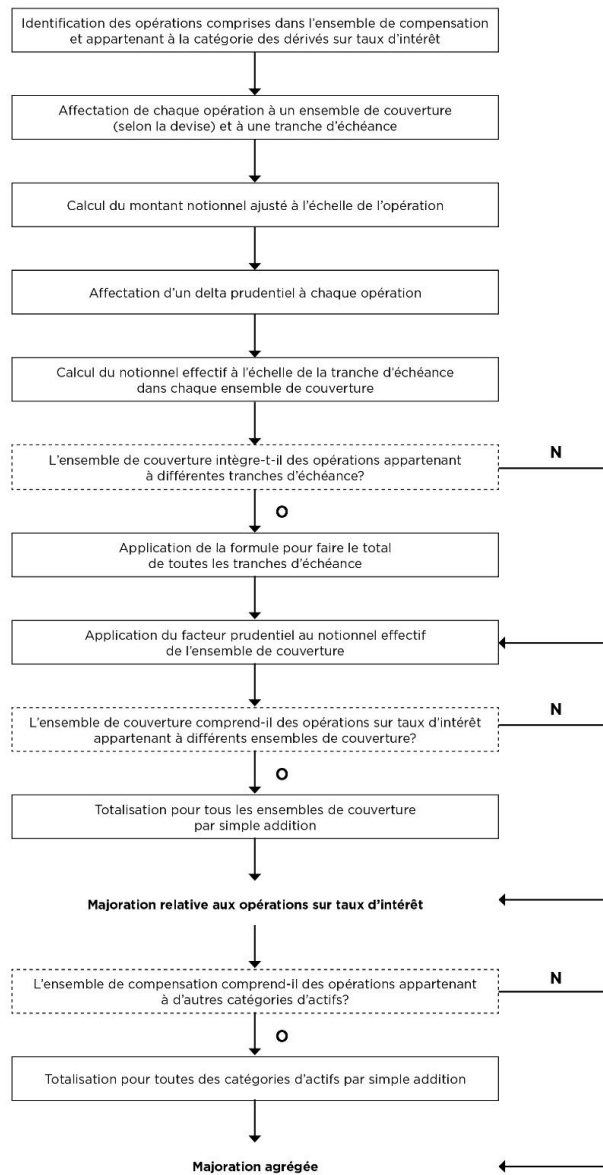 Identification des opérations comprises dans l'ensemble de compensation
et appartenant à la catégorie des dérivés sur taux d'intérêt
Affectation de chaque opération à un ensemble de couverture
(selon la devise) et à une tranche d'échéance
Calcul du montant notionnel ajusté à l'échelle de l'opération
Affectation d'un delta prudentiel à chaque opération
Calcul du notionnel effectif à l'échelle de la tranche d'échéance
dans chaque ensemble de couverture
L'ensemble de couverture intègre-t-il des opérations appartenant
à différentes tranches d'échéance?
N
O
Application de la formule pour faire le total
de toutes les tranches d'échéance
Application du facteur prudentiel au notionnel effectif
de l'ensemble de couverture
L'ensemble de couverture comprend-il des opérations sur taux d'intérêt
appartenant à différents ensembles de couverture?
N
O
Totalisation pour tous les ensembles de couverture
par simple addition
Majoration relative aux opérations sur taux d'intérêt
L'ensemble de compensation comprend-il des opérations appartenant
à d'autres catégories d'actifs?
N
O
Totalisation pour toutes des catégories d'actifs par simple addition
Majoration agrégée